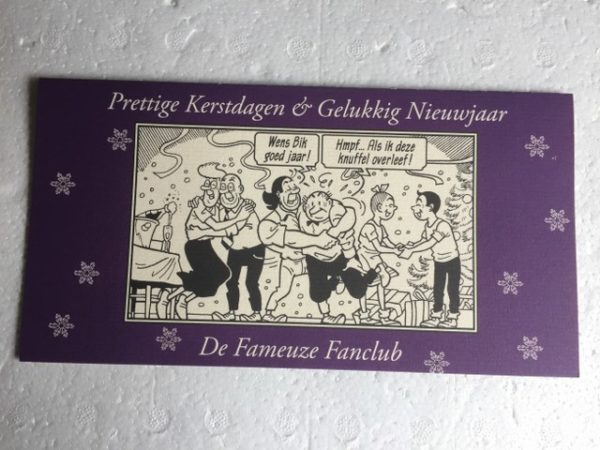 Prettige Kerstdagen & Gelukkig Nieuwjaar
Wens Bik
goed jaar!
Hmpf... Als ik deze
knuffel overleef!
De Fameuze Fanclub